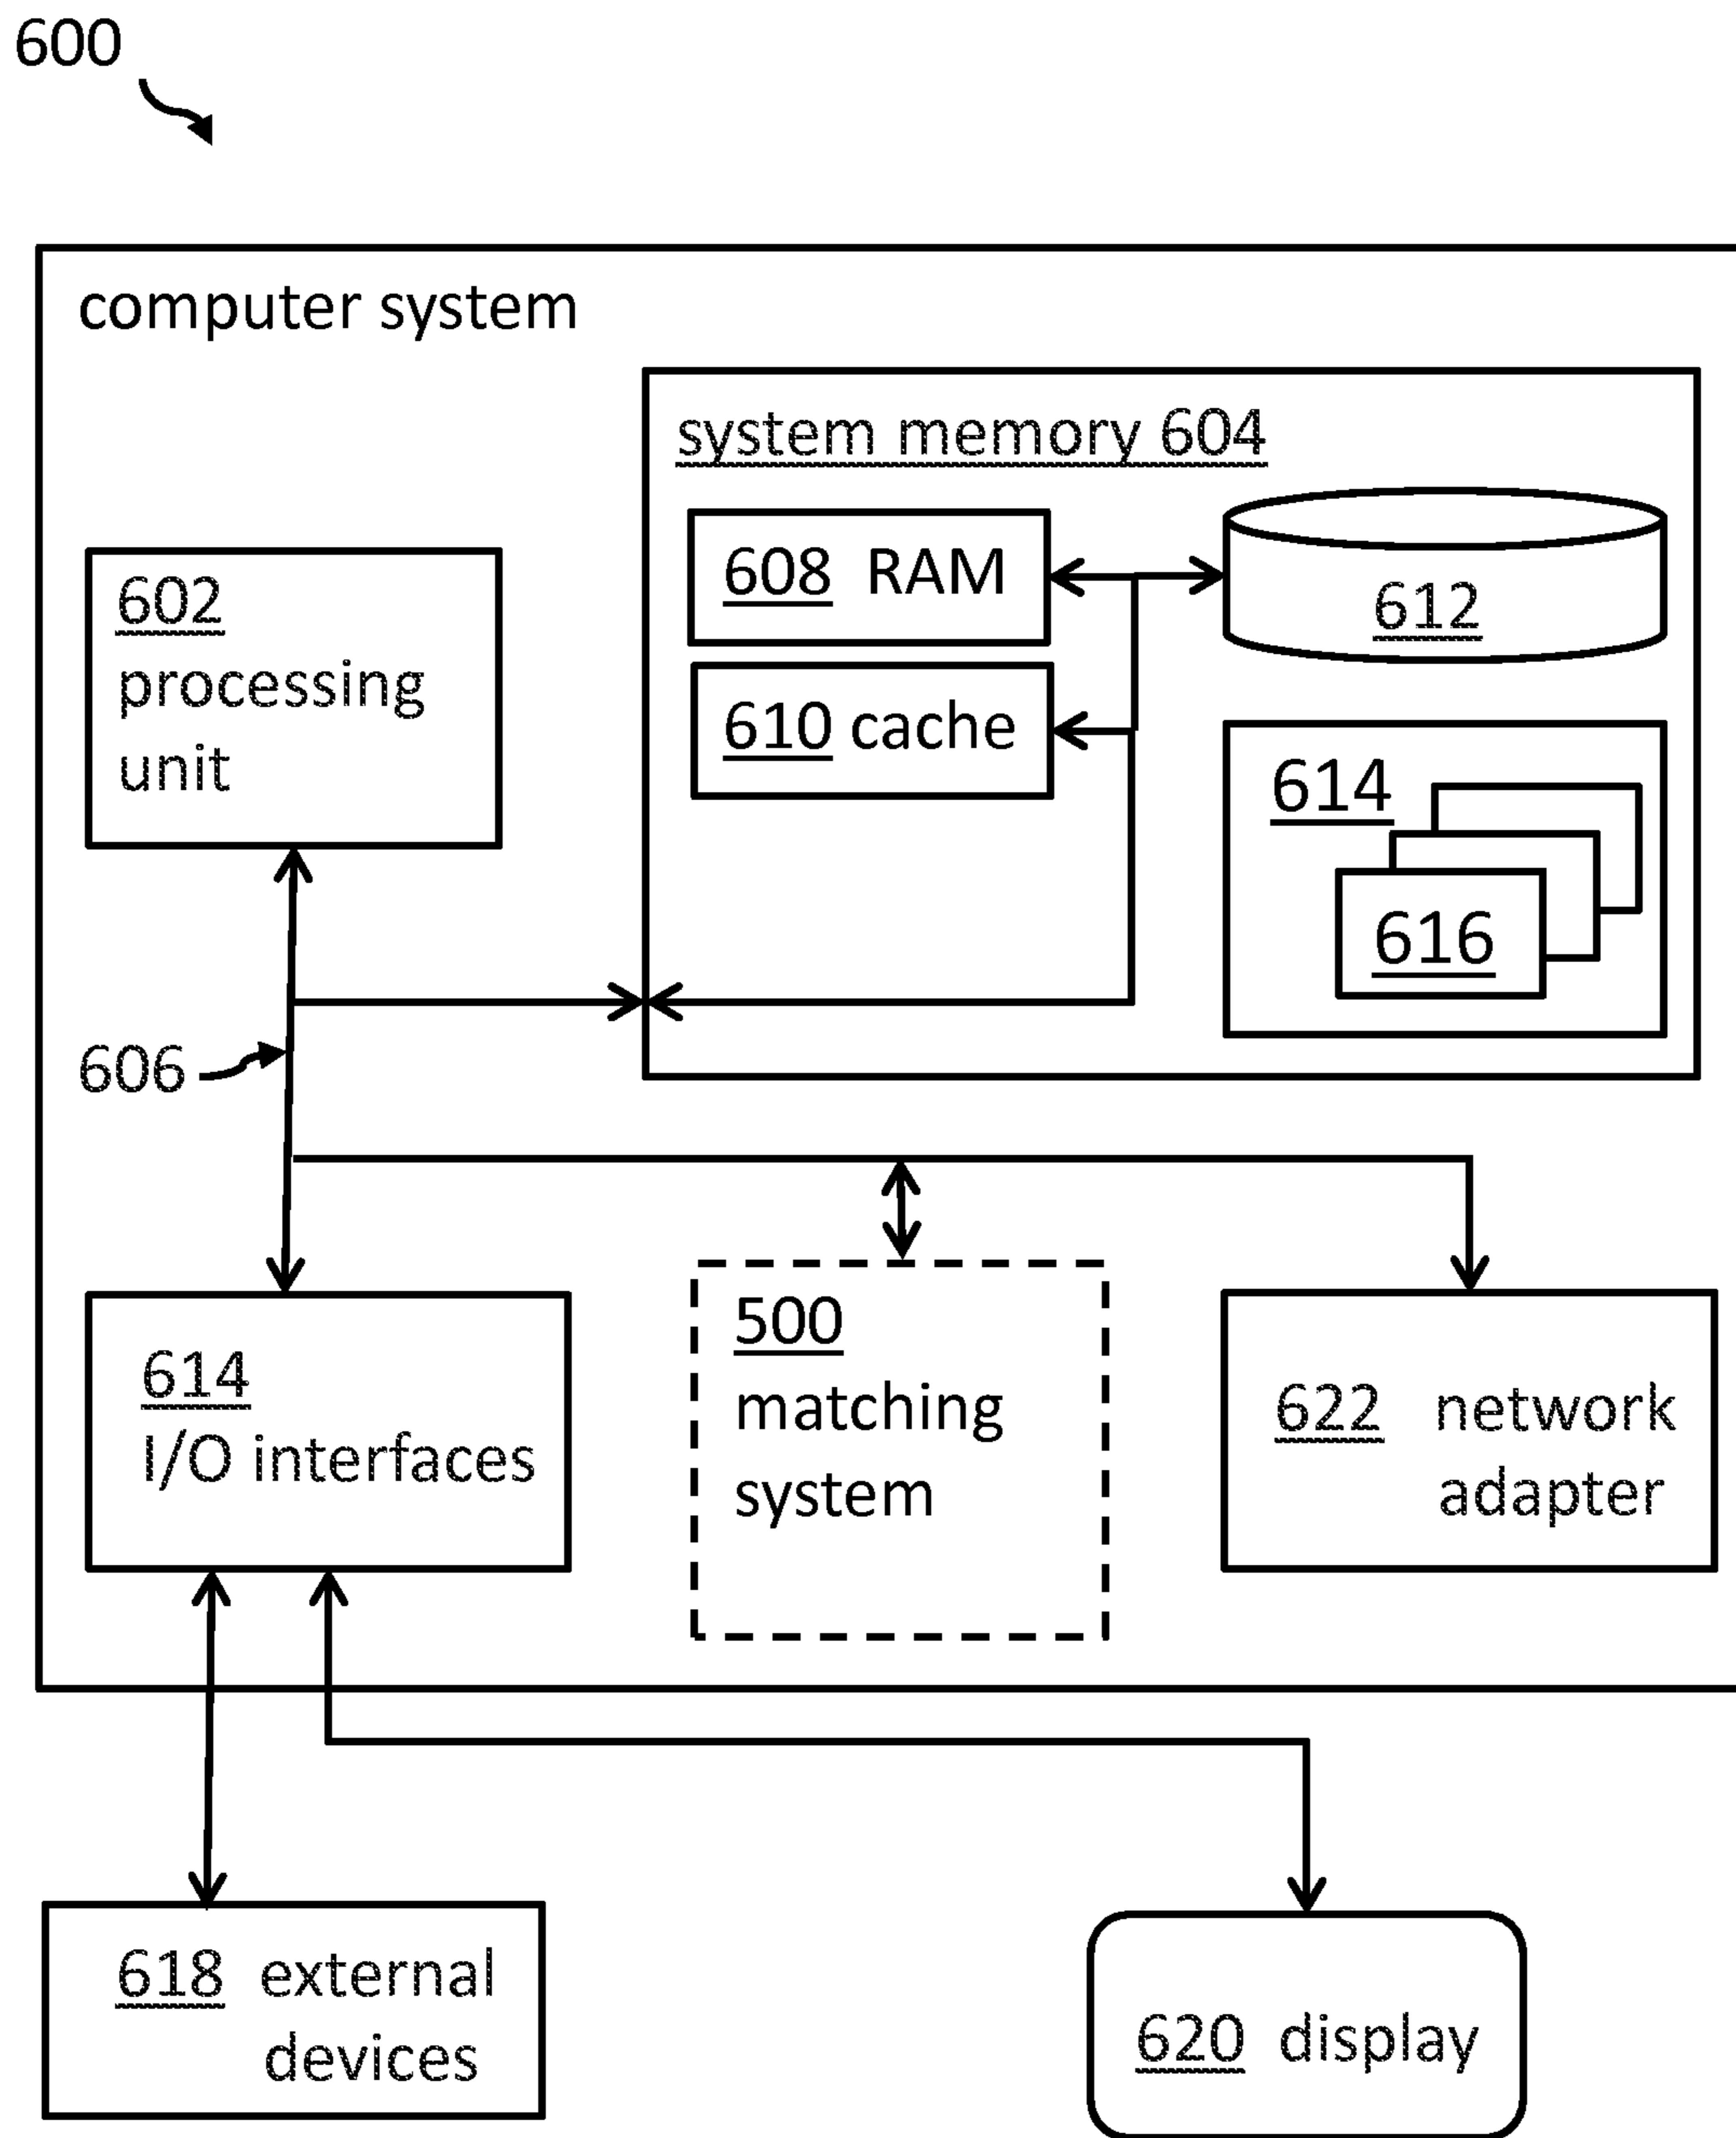 600
computer system
system memory 604
608 RAM
612
602
processing
unit
610 cache
614
616
606
614
I/O interfaces
500
matching
system
622 network
adapter
618 external
devices
620 display